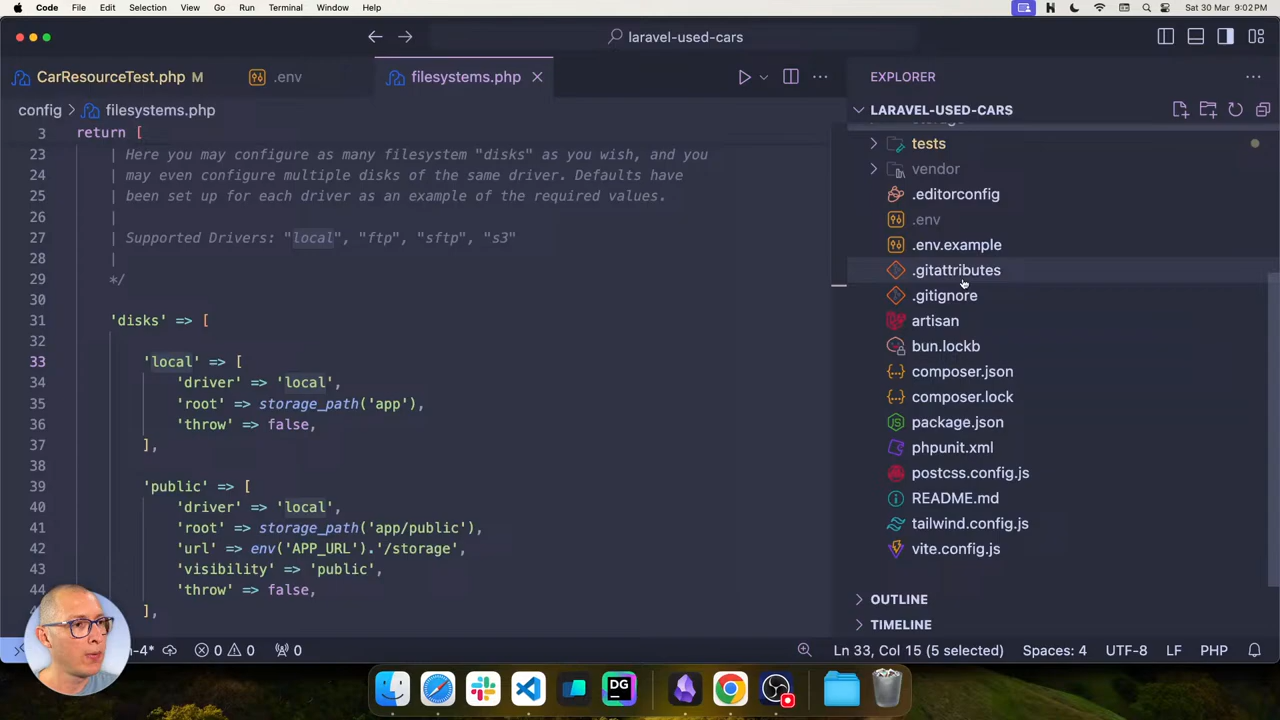 Code File Edit Selection View Go Run Terminal Window Help Sat 30 Mar 9:02 PM
laravel-used-cars
CarResourceTest.php M .env filesystems.php
config > filesystems.php
3 return [
23 | Here you may configure as many filesystem "disks" as you wish, and you
24 | may even configure multiple disks of the same driver. Defaults have
25 | been set up for each driver as an example of the required values.
26 |
27 | Supported Drivers: "local", "ftp", "sftp", "s3"
28 |
29 */
30
31 'disks' => [
32
33 'local' => [
34 'driver' => 'local',
35 'root' => storage_path('app'),
36 'throw' => false,
37 ],
38
39 'public' => [
40 'driver' => 'local',
41 'root' => storage_path('app/public'),
42 'url' => env('APP_URL').'/storage',
43 'visibility' => 'public',
44 'throw' => false,
],
EXPLORER
LARAVEL-USED-CARS
storage
tests
vendor
.editorconfig
.env
.env.example
.gitattributes
.gitignore
artisan
bun.lockb
composer.json
composer.lock
package.json
phpunit.xml
postcss.config.js
README.md
tailwind.config.js
vite.config.js
OUTLINE
TIMELINE
n-4* 0 0 0 Ln 33, Col 15 (5 selected) Spaces: 4 UTF-8 LF PHP
DG